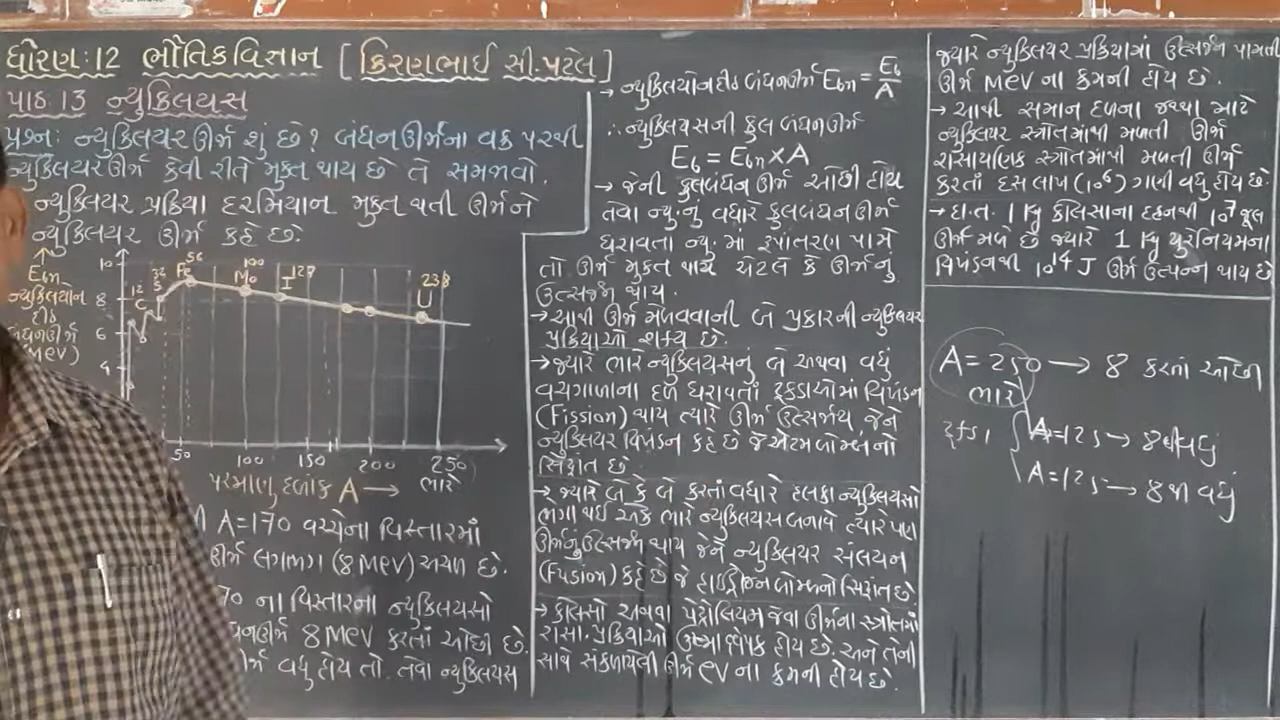 ધોરણ:12 ભૌતિકવિજ્ઞાન [કિરણભાઈ સી.પટેલ]
પાઠ:13 ન્યુક્લિયસ
પ્રશ્ન: ન્યુક્લિયર ઊર્જા શું છે? બંધનઊર્જાના વક્ર પરથી
ન્યુક્લિયર ઊર્જા કેવી રીતે મુક્ત થાય છે તે સમજાવો.
ન્યુક્લિયર પ્રક્રિયા દરમિયાન મુક્ત થતી ઊર્જાને
ન્યુક્લિયર ઊર્જા કહે છે.
Ebn
ન્યુક્લિયોન
દીઠ
બંધનઊર્જા
(MeV)
10
8
6
4
12
C
32
S
56
Fe
100
Mo
127
I
238
U
50 100 150 200 250
પરમાણુ દળાંક A → ભારે
A=170 વચ્ચેના વિસ્તારમાં
ઊર્જા લગભગ (8 MeV) અચળ છે.
70 ના વિસ્તારના ન્યુક્લિયસો
બંધનઊર્જા 8 MeV કરતાં ઓછી છે.
ઊર્જા વધુ હોય તો. તેવા ન્યુક્લિયસ
→ ન્યુક્લિયોન દીઠ બંધનઊર્જા Ebn = Eb/A
∴ ન્યુક્લિયસની કુલ બંધનઊર્જા
Eb = Ebn × A
→ જેની કુલબંધન ઊર્જા ઓછી હોય
તેવા ન્યુ.નું વધારે કુલબંધન ઊર્જા
ધરાવતા ન્યુ. માં રૂપાંતરણ પામે
તો ઊર્જા મુક્ત થાય એટલે કે ઊર્જાનું
ઉત્સર્જન થાય.
→ આથી ઊર્જા મેળવવાની બે પ્રકારની ન્યુક્લિયર
પ્રક્રિયાઓ શક્ય છે.
→ જ્યારે ભારે ન્યુક્લિયસનું બે અથવા વધુ
વચગાળાના દળ ધરાવતાં ટૂકડાઓમાં વિખંડન
(Fission) થાય ત્યારે ઊર્જા ઉત્સર્જાય, જેને
ન્યુક્લિયર વિખંડન કહે છે જે એટમબોમ્બનો
સિદ્ધાંત છે.
→ જ્યારે બે કે બે કરતાં વધારે હલકા ન્યુક્લિયસો
ભેગા થઈ એક ભારે ન્યુક્લિયસ બનાવે ત્યારે પણ
ઊર્જાનું ઉત્સર્જન થાય જેને ન્યુક્લિયર સંલયન
(Fusion) કહે છે જે હાઈડ્રોજન બોમ્બનો સિદ્ધાંત છે
→ કોલસો અથવા પેટ્રોલિયમ જેવા ઊર્જાના સ્ત્રોતમાં
રાસા. પ્રક્રિયાઓ ઉષ્માક્ષેપક હોય છે. અને તેની
સાથે સંકળાયેલી ઊર્જા eV ના ક્રમની હોય છે.
જ્યારે ન્યુક્લિયર પ્રક્રિયામાં ઉત્સર્જન પામતી
ઊર્જા MeV ના ક્રમની હોય છે.
→ આથી સમાન દળના જથ્થા માટે
ન્યુક્લિયર સ્ત્રોતમાંથી મળતી ઊર્જા
રાસાયણિક સ્ત્રોતમાંથી મળતી ઊર્જા
કરતાં દસ લાખ (10⁶) ગણી વધુ હોય છે.
→ દા.ત. 1 Kg કોલસાના દહનથી 10⁷ જૂલ
ઊર્જા મળે છે જ્યારે 1 Kg યુરેનિયમના
વિખંડનથી 10¹⁴ J ઊર્જા ઉત્પન્ન થાય છે
A=250 → 8 કરતાં ઓછી
ભારે
ટૂકડા
A=125 → 8થી વધુ
A=125 → 8થી વધુ